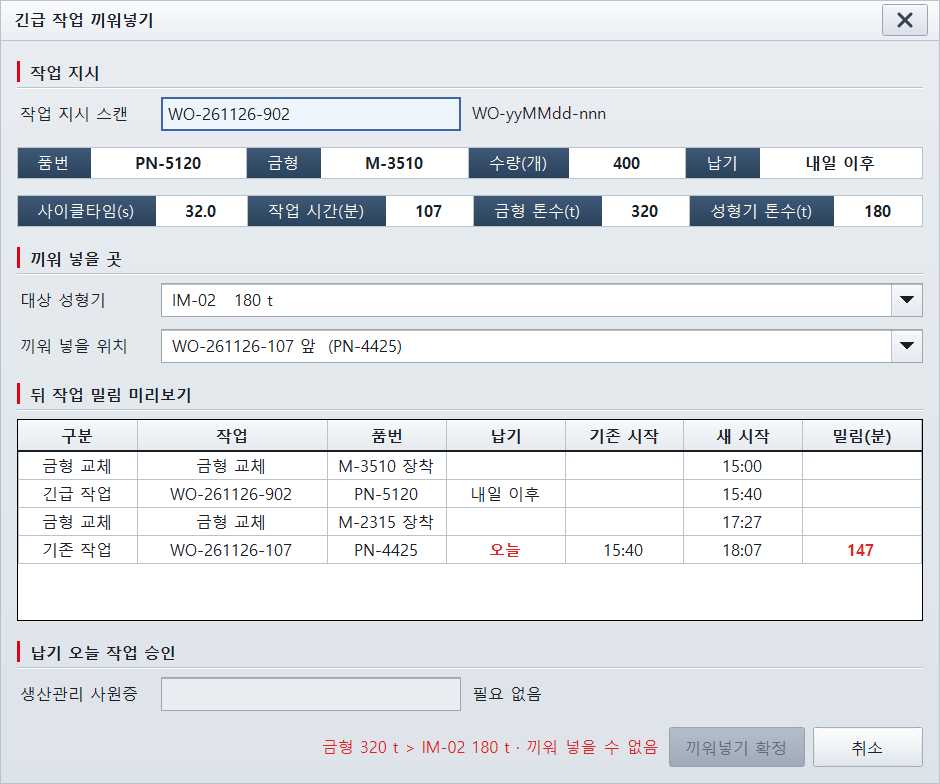 긴급 작업 끼워넣기
작업 지시
작업 지시 스캔 WO-261126-902 WO-yyMMdd-nnn
품번 PN-5120 금형 M-3510 수량(개) 400 납기 내일 이후
사이클타임(s) 32.0 작업 시간(분) 107 금형 톤수(t) 320 성형기 톤수(t) 180
끼워 넣을 곳
대상 성형기 IM-02 180 t
끼워 넣을 위치 WO-261126-107 앞 (PN-4425)
뒤 작업 밀림 미리보기
구분 작업 품번 납기 기존 시작 새 시작 밀림(분)
금형 교체 금형 교체 M-3510 장착 15:00
긴급 작업 WO-261126-902 PN-5120 내일 이후 15:40
금형 교체 금형 교체 M-2315 장착 17:27
기존 작업 WO-261126-107 PN-4425 오늘 15:40 18:07 147
납기 오늘 작업 승인
생산관리 사원증 필요 없음
금형 320 t > IM-02 180 t · 끼워 넣을 수 없음 끼워넣기 확정 취소